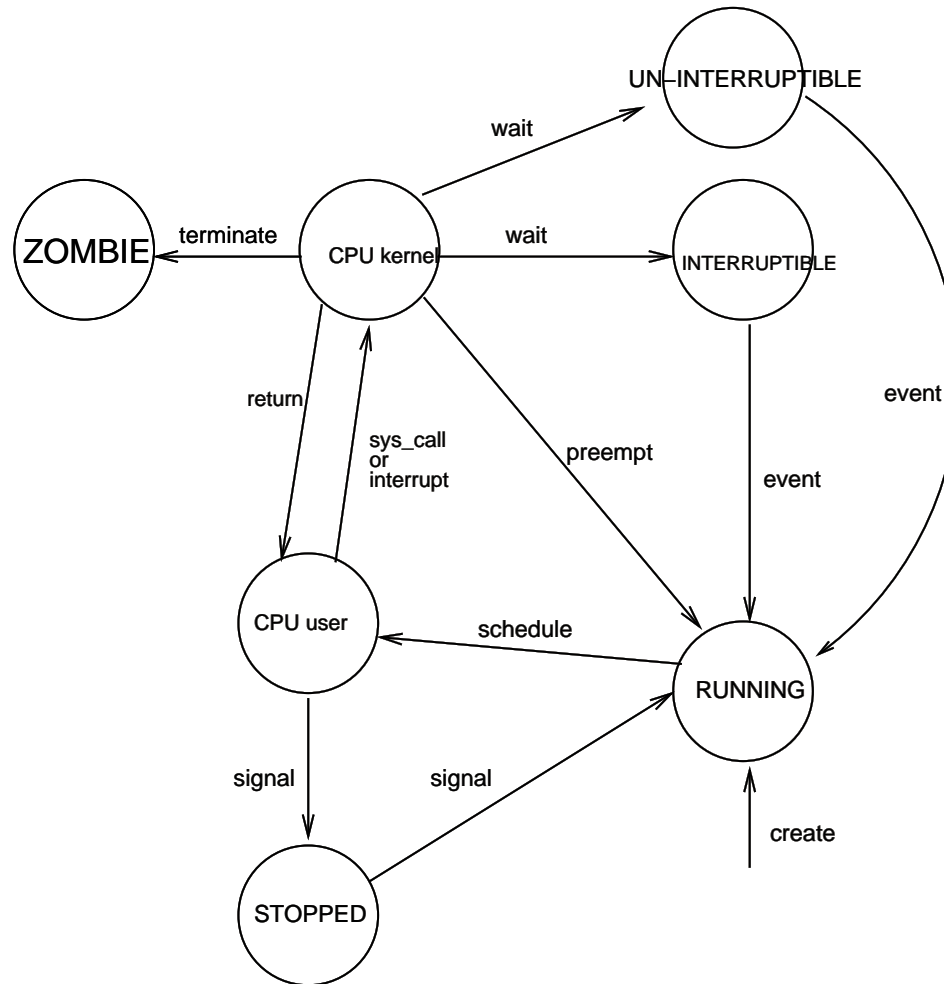 UN–INTERRUPTIBLE
wait
ZOMBIE
terminate
CPU kernel
wait
INTERRUPTIBLE
return
sys_call
or
interrupt
preempt
event
event
CPU user
schedule
RUNNING
signal
signal
create
STOPPED